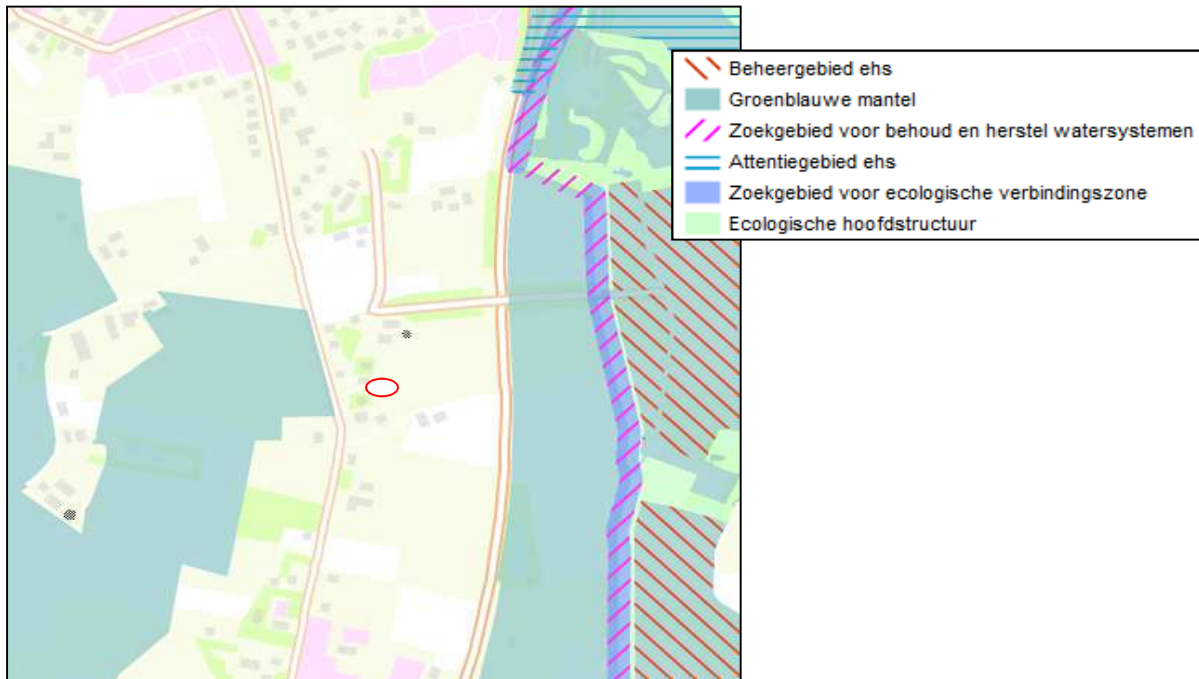 Beheergebied ehs
Groenblauwe mantel
Zoekgebied voor behoud en herstel watersystemen
Attentiegebied ehs
Zoekgebied voor ecologische verbindingszone
Ecologische hoofdstructuur